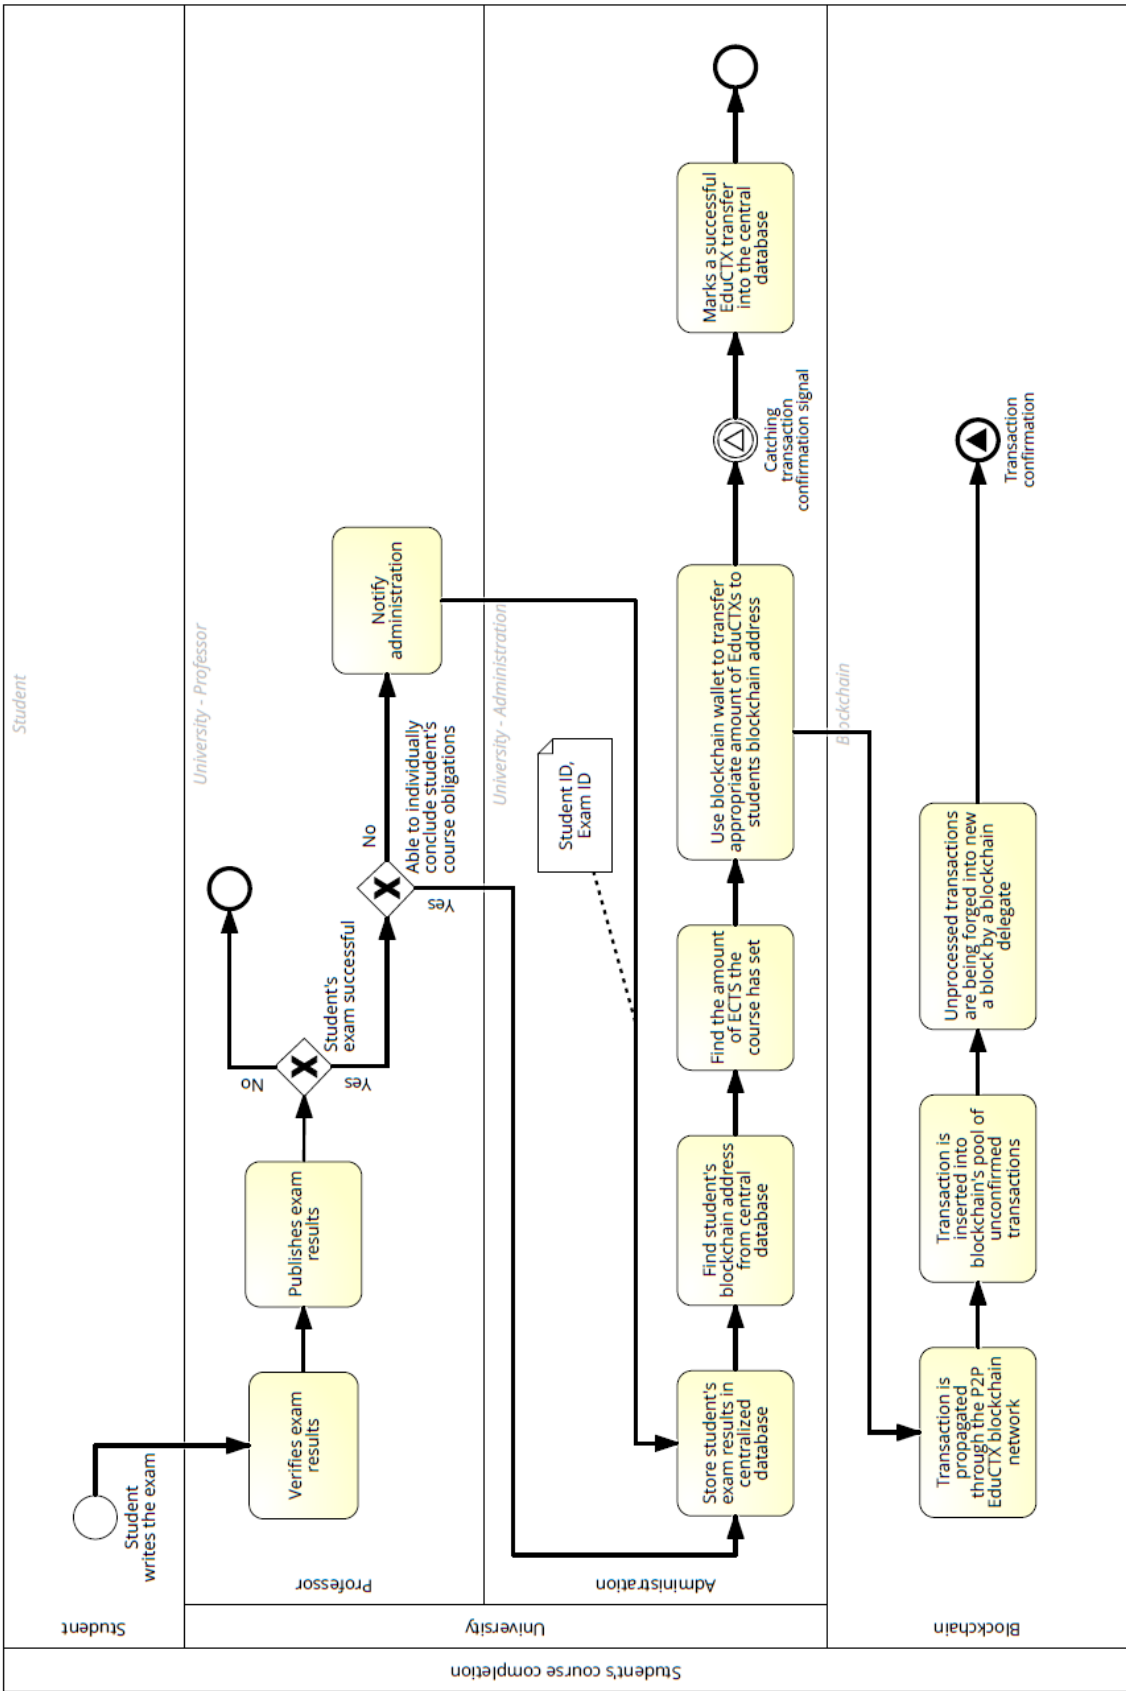 Student's course completion
Student
University
Blockchain
Professor
Administration
Student
University - Professor
University - Administration
Blockchain
Student
writes the exam
Verifies exam
results
Publishes exam
results
Student's
exam successful
No
Yes
Able to individually
conclude student's
course obligations
No
Yes
Notify
administration
Student ID,
Exam ID
Store student's
exam results in
centralized
database
Find student's
blockchain address
from central
database
Find the amount
of ECTS the
course has set
Use blockchain wallet to transfer
appropriate amount of EduCTXs to
students blockchain address
Catching
transaction
confirmation signal
Marks a successful
EduCTX transfer
into the central
database
Transaction is
propagated
through the P2P
EduCTX blockchain
network
Transaction is
inserted into
blockchain's pool of
unconfirmed
transactions
Unprocessed transactions
are being forged into new
a block by a blockchain
delegate
Transaction
confirmation